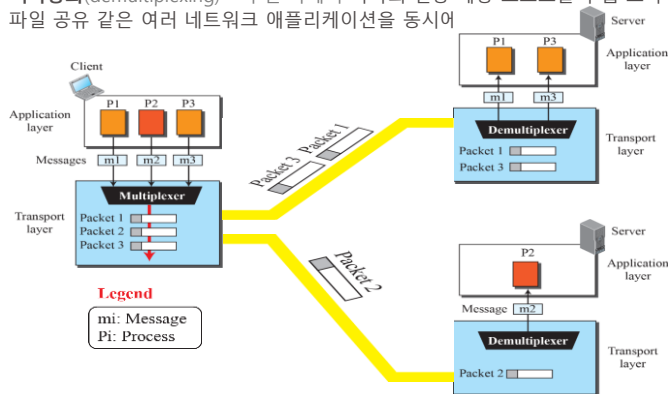 (demultiplexing)
파일 공유 같은 여러 네트워크 애플리케이션을 동시에
Server
P1
P3
Application
layer
m1
m3
Demultiplexer
Packet 1
Packet 3
Transport
layer
Client
P1
P2
P3
Application
layer
Messages
m1
m2
m3
Multiplexer
Packet 1
Packet 2
Packet 3
Transport
layer
Packet 3
Packet 1
Packet 2
Legend
mi: Message
Pi: Process
Server
P2
Application
layer
Message
m2
Demultiplexer
Packet 2
Transport
layer